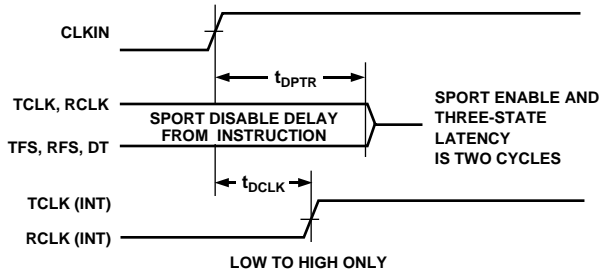 CLKIN
tDPTR
TCLK, RCLK
SPORT DISABLE DELAY
FROM INSTRUCTION
TFS, RFS, DT
SPORT ENABLE AND
THREE-STATE
LATENCY
IS TWO CYCLES
tDCLK
TCLK (INT)
RCLK (INT)
LOW TO HIGH ONLY